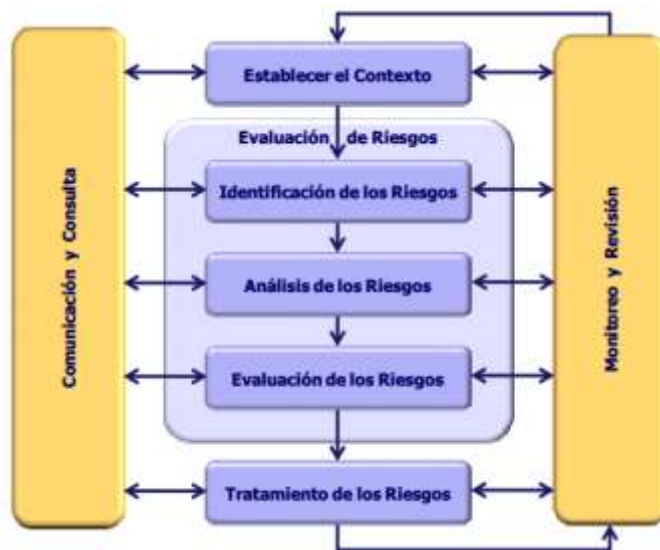 Establecer el Contexto
Evaluación de Riesgos
Identificación de los Riesgos
Análisis de los Riesgos
Evaluación de los Riesgos
Tratamiento de los Riesgos
Comunicación y Consulta
Monitoreo y Revisión